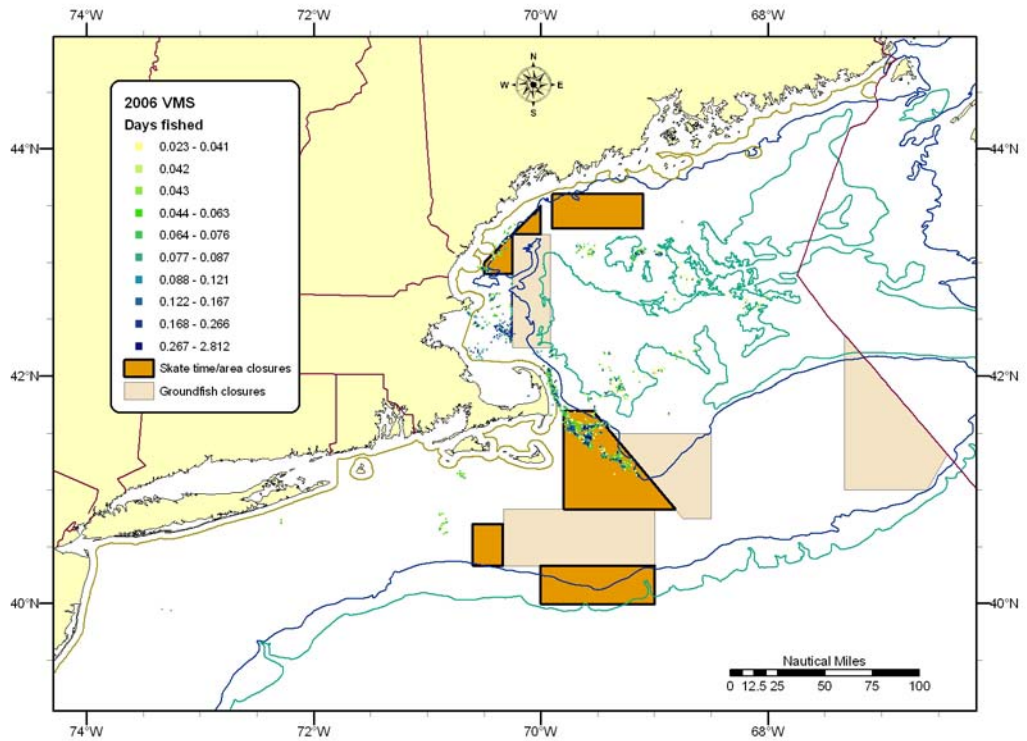 74°W 72°W 70°W 68°W
N
W E
S
2006 VMS
Days fished
0.023 - 0.041
0.042
0.043
0.044 - 0.063
0.064 - 0.076
0.077 - 0.087
0.088 - 0.121
0.122 - 0.167
0.168 - 0.266
0.267 - 2.812
Skate time/area closures
Groundfish closures
44°N 44°N
42°N 42°N
40°N 40°N
Nautical Miles
0 12.5 25 50 75 100
74°W 72°W 70°W 68°W